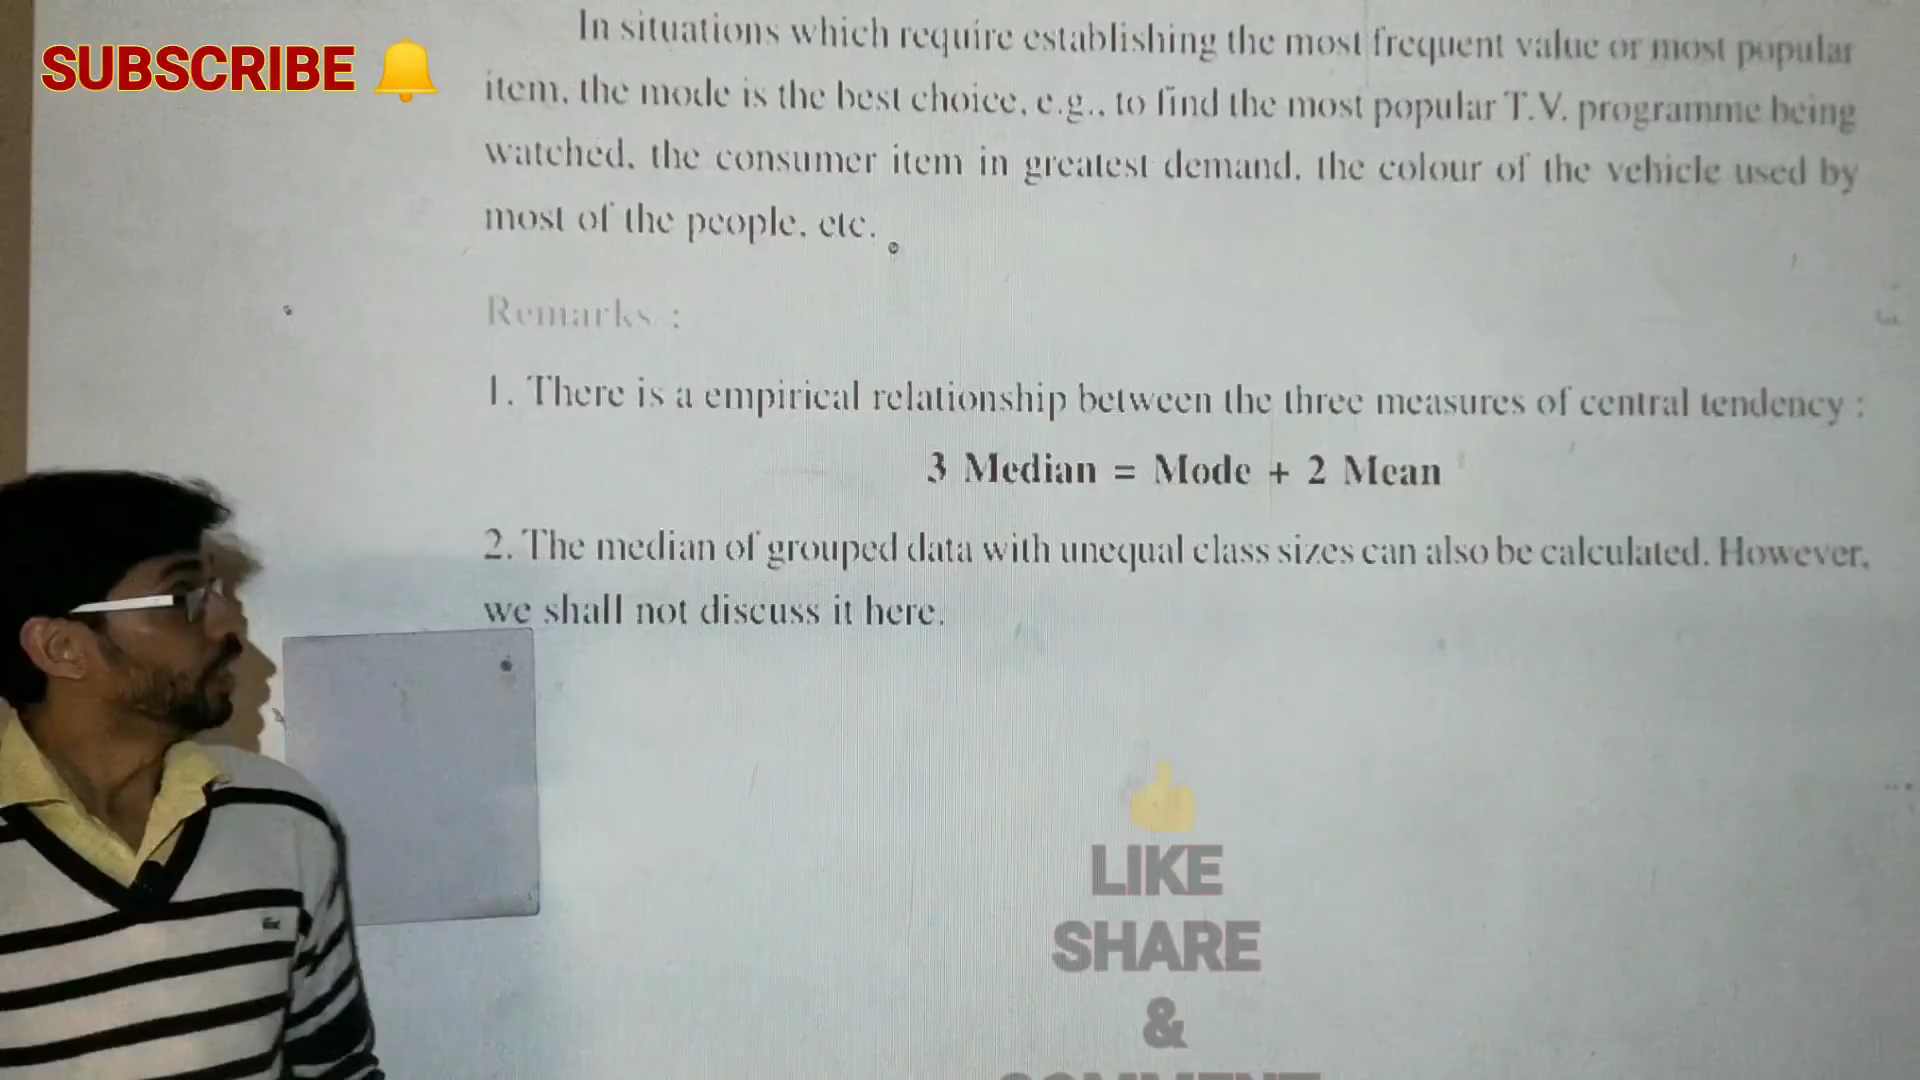 SUBSCRIBE
In situations which require establishing the most frequent value or most popular
item, the mode is the best choice, e.g., to find the most popular T.V. programme being
watched, the consumer item in greatest demand, the colour of the vehicle used by
most of the people, etc.
Remarks :
1. There is a empirical relationship between the three measures of central tendency :
3 Median = Mode + 2 Mean
2. The median of grouped data with unequal class sizes can also be calculated. However,
we shall not discuss it here.
LIKE
SHARE
&
COMMENT